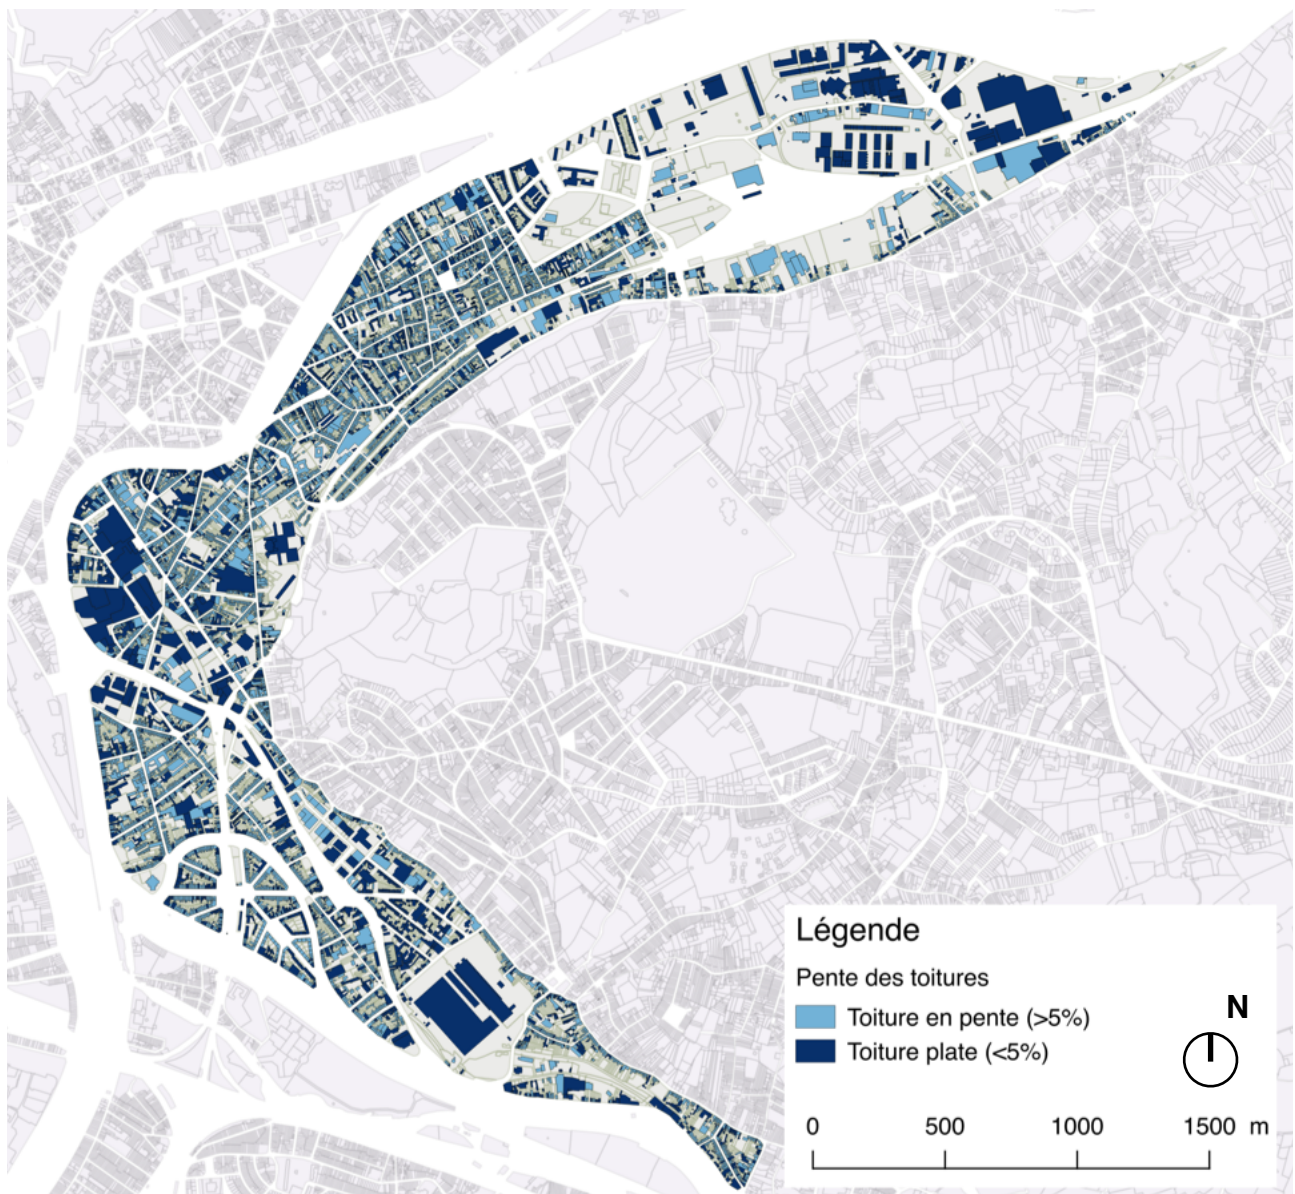 Légende
Pente des toitures
Toiture en pente (>5%)
Toiture plate (<5%)
N
0 500 1000 1500 m